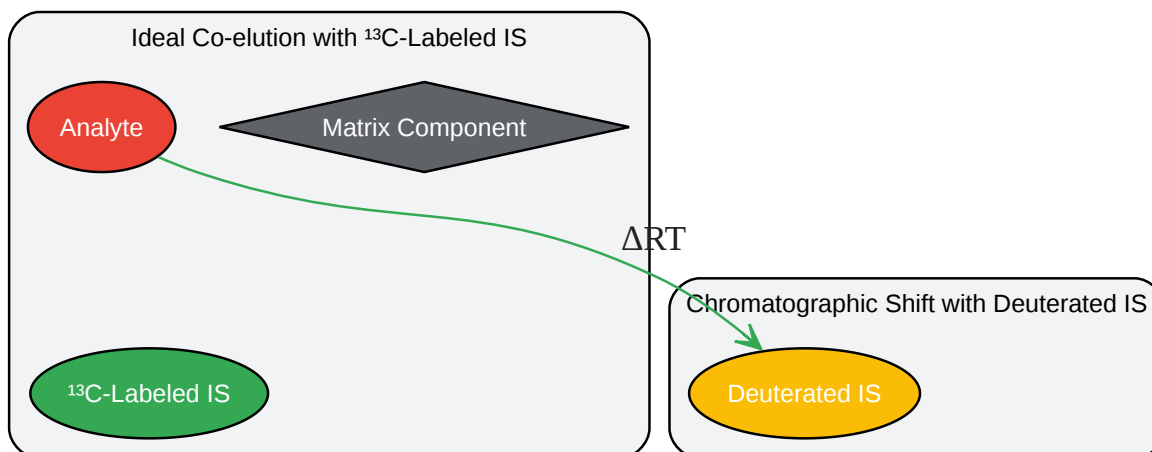 Ideal Co-elution with ¹³C-Labeled IS
Analyte
Matrix Component
ΔRT
Chromatographic Shift with Deuterated IS
¹³C-Labeled IS
Deuterated IS